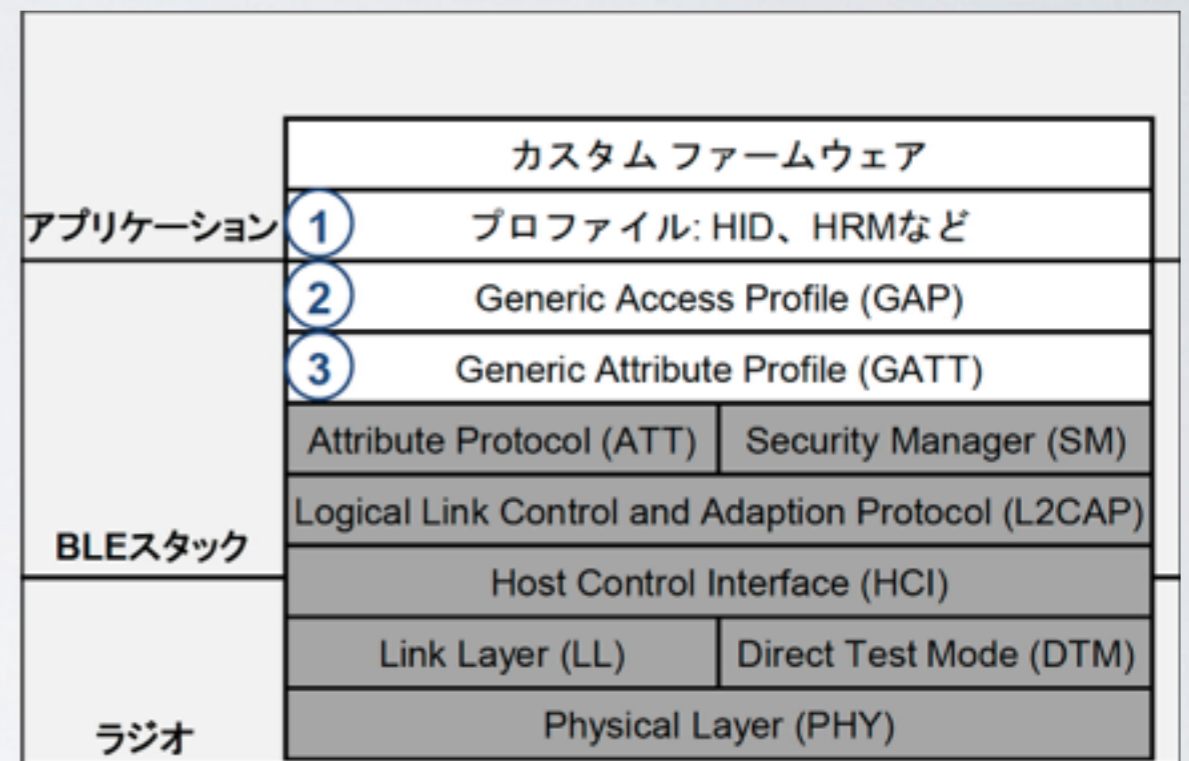 カスタム ファームウェア
アプリケーション 1 プロファイル: HID、HRMなど
2 Generic Access Profile (GAP)
3 Generic Attribute Profile (GATT)
Attribute Protocol (ATT) Security Manager (SM)
Logical Link Control and Adaption Protocol (L2CAP)
BLEスタック
Host Control Interface (HCI)
Link Layer (LL) Direct Test Mode (DTM)
Physical Layer (PHY)
ラジオ